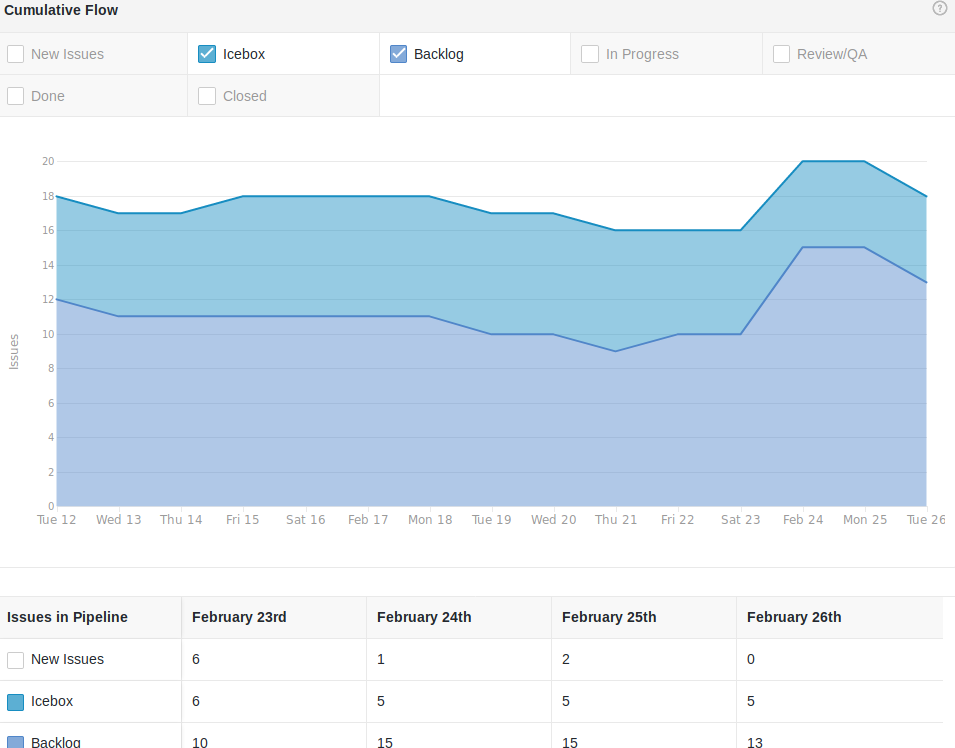 Cumulative Flow ?
New Issues Icebox Backlog In Progress Review/QA
Done Closed
20
18
16
14
12
10
8
6
4
2
0
Issues
Tue 12 Wed 13 Thu 14 Fri 15 Sat 16 Feb 17 Mon 18 Tue 19 Wed 20 Thu 21 Fri 22 Sat 23 Feb 24 Mon 25 Tue 26
Issues in Pipeline February 23rd February 24th February 25th February 26th
New Issues 6 1 2 0
Icebox 6 5 5 5
Backlog 10 15 15 13